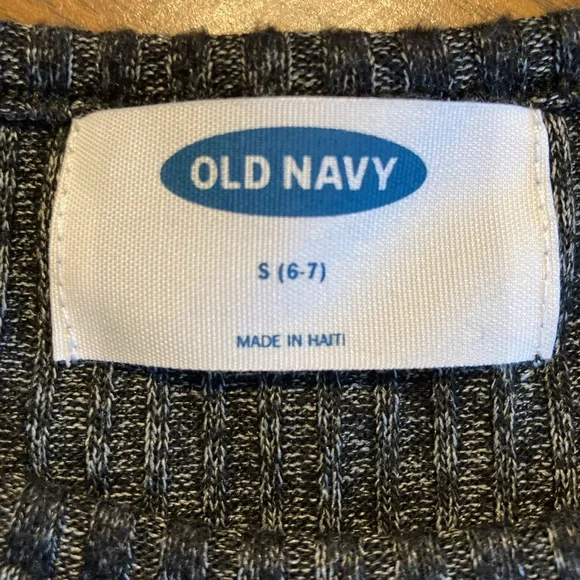 OLD NAVY
S (6-7)
MADE IN HAITI